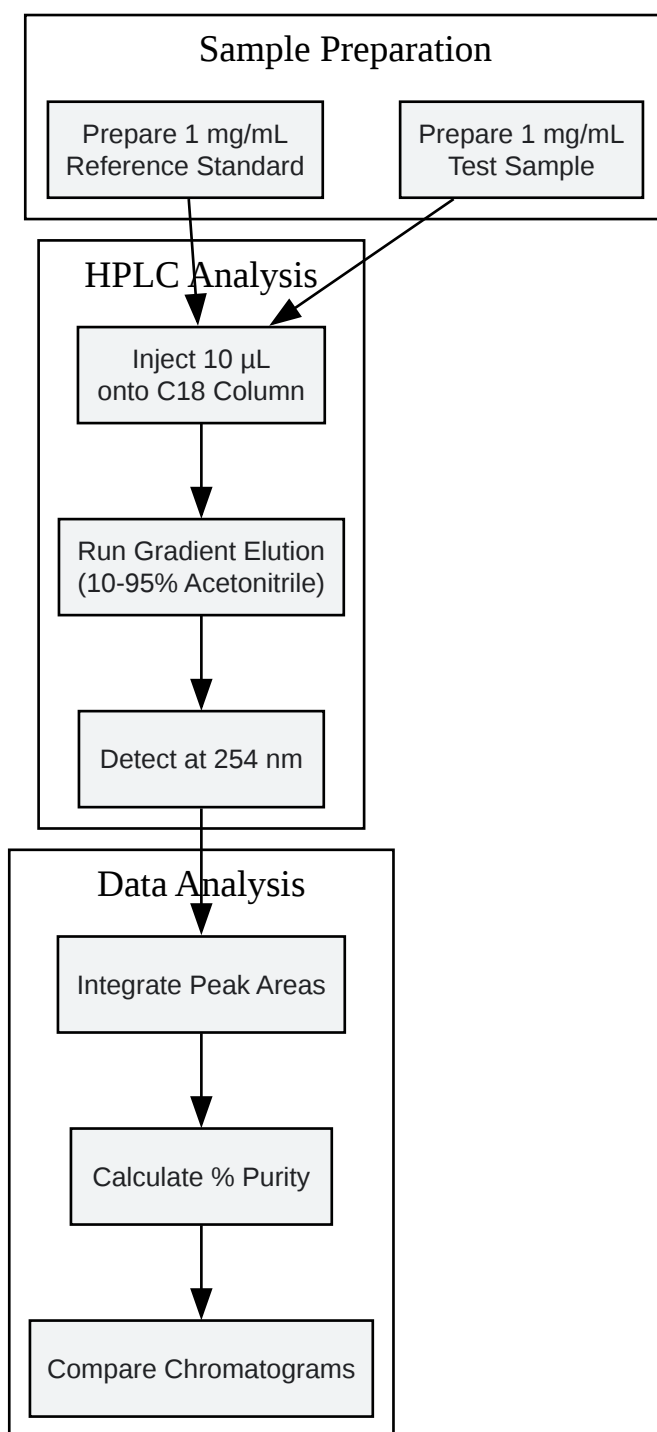 Sample Preparation
Prepare 1 mg/mL
Reference Standard
Prepare 1 mg/mL
Test Sample
HPLC Analysis
Inject 10 µL
onto C18 Column
Run Gradient Elution
(10-95% Acetonitrile)
Detect at 254 nm
Data Analysis
Integrate Peak Areas
Calculate % Purity
Compare Chromatograms